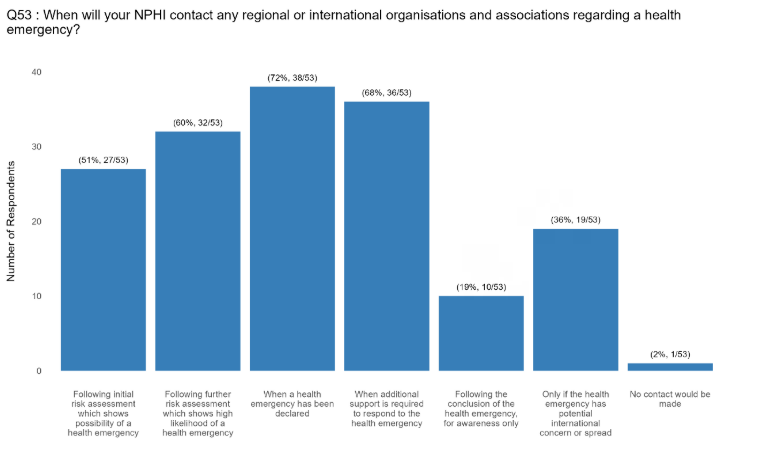 Q53 : When will your NPHI contact any regional or international organisations and associations regarding a health
emergency?
40
30
20
10
0
Number of Respondents
(51%, 27/53)
(60%, 32/53)
(72%, 38/53)
(68%, 36/53)
(19%, 10/53)
(36%, 19/53)
(2%, 1/53)
Following initial
risk assessment
which shows
possibility of a
health emergency
Following further
risk assessment
which shows high
likelihood of a
health emergency
When a health
emergency has been
declared
When additional
support is required
to respond to the
health emergency
Following the
conclusion of the
health emergency,
for awareness only
Only if the health
emergency has
potential
international
concern or spread
No contact would be
made